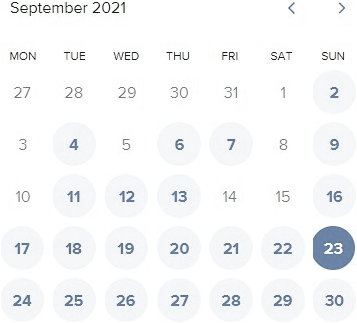 September 2021
MON TUE WED THU FRI SAT SUN
27 28 29 30 31 1 2
3 4 5 6 7 8 9
10 11 12 13 14 15 16
17 18 19 20 21 22 23
24 25 26 27 28 29 30